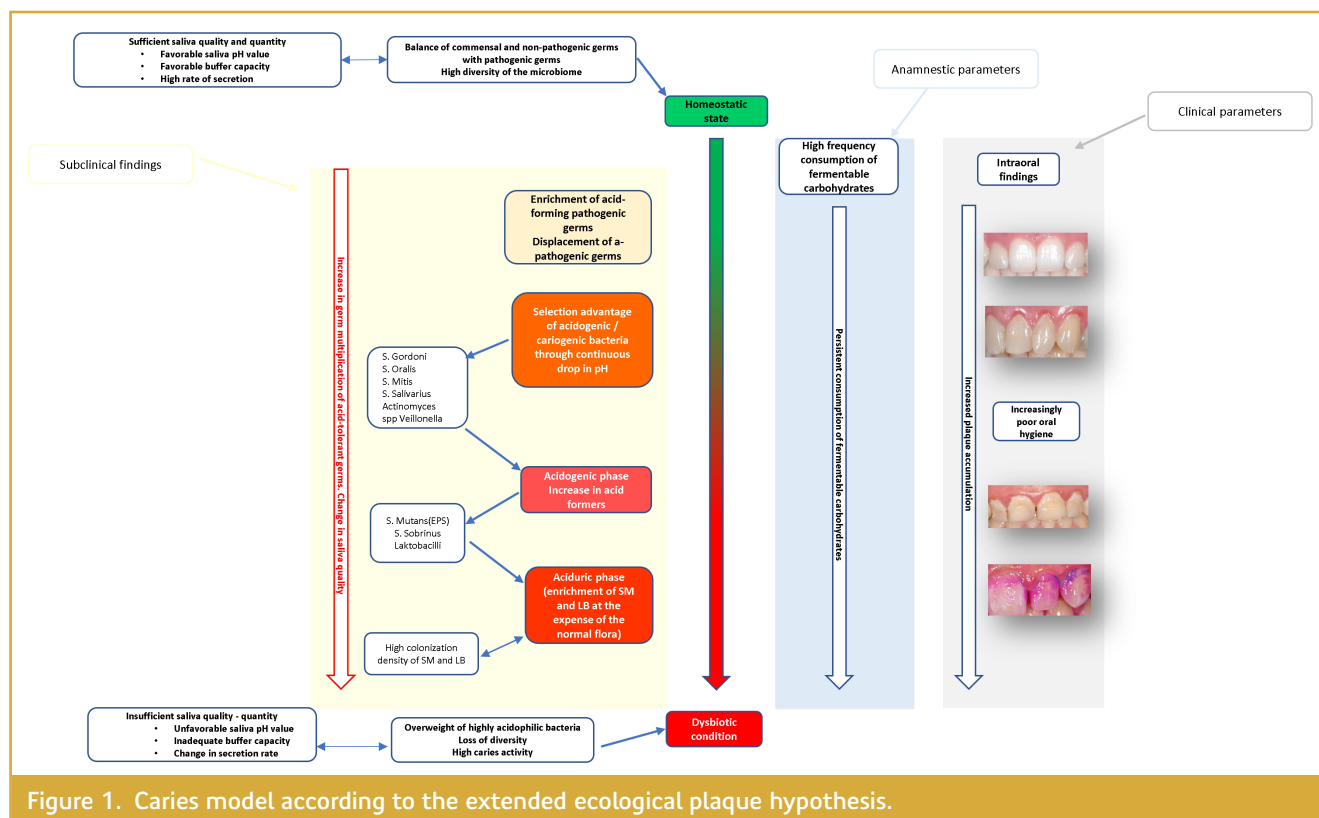 Sufficient saliva quality and quantity
• Favorable saliva pH value
• Favorable buffer capacity
• High rate of secretion
Balance of commensal and non-pathogenic germs
with pathogenic germs
High diversity of the microbiome
Anamnestic parameters
Homeostatic
state
Clinical parameters
Subclinical findings
High frequency
consumption of
fermentable
carbohydrates
Intraoral
findings
Enrichment of acid-
forming pathogenic
germs
Displacement of a-
pathogenic germs
Increase in germ multiplication of acid-tolerant germs. Change in saliva quality
Selection advantage
of acidogenic /
cariogenic bacteria
through continuous
drop in pH
S. Gordoni
S. Oralis
S. Mitis
S. Salivarius
Actinomyces
spp Veillonella
Persistent consumption of fermentable carbohydrates
Increased plaque accumulation
Increasingly
poor oral
hygiene
Acidogenic phase
Increase in acid
formers
S. Mutans(EPS)
S. Sobrinus
Laktobacilli
Aciduric phase
(enrichment of SM
and LB at the
expense of the
normal flora)
High colonization
density of SM and LB
Insufficient saliva quality - quantity
• Unfavorable saliva pH value
• Inadequate buffer capacity
• Change in secretion rate
Overweight of highly acidophilic bacteria
Loss of diversity
High caries activity
Dysbiotic
condition
Figure 1. Caries model according to the extended ecological plaque hypothesis.